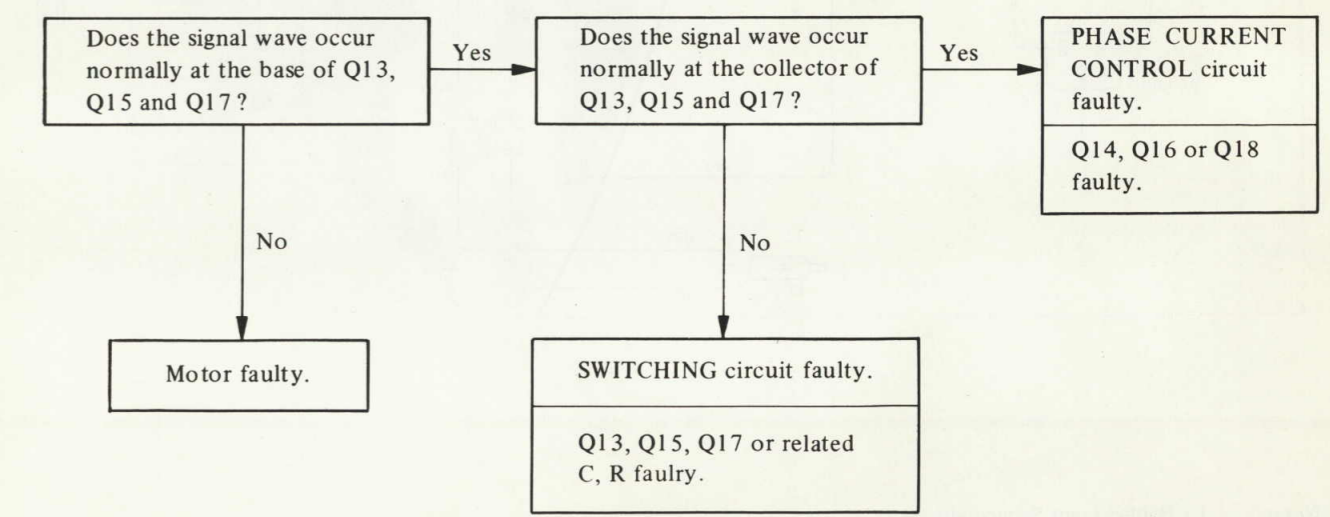 Does the signal wave occur
normally at the base of Q13,
Q15 and Q17?
Yes
Does the signal wave occur
normally at the collector of
Q13, Q15 and Q17?
Yes
PHASE CURRENT
CONTROL circuit
faulty.
Q14, Q16 or Q18
faulty.
No
No
Motor faulty.
SWITCHING circuit faulty.
Q13, Q15, Q17 or related
C, R faulry.